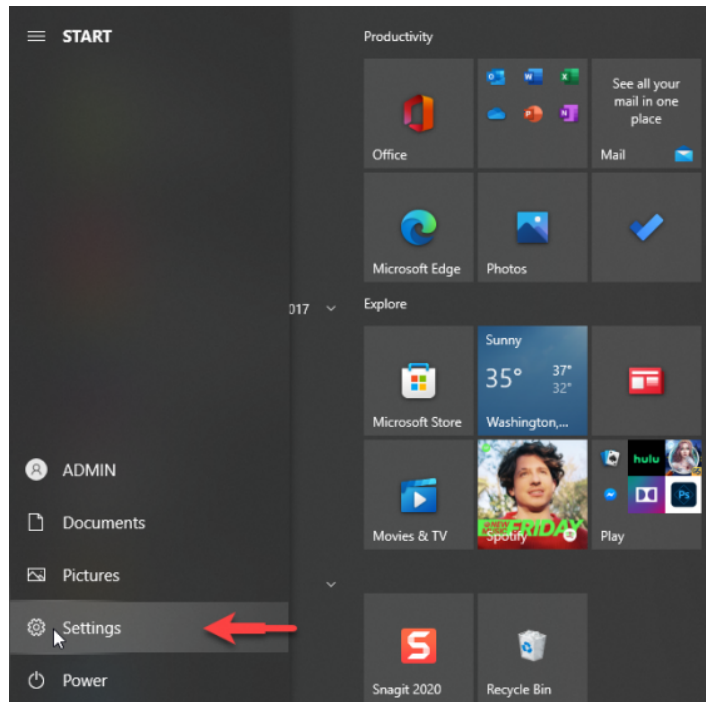 START
ADMIN
Documents
Pictures
Settings
Power
017
Productivity
Office
See all your
mail in one
place
Mail
Microsoft Edge
Photos
Explore
Microsoft Store
Sunny
35°
37°
32°
Washington,...
Movies & TV
FRIDAY
Spotify
hulu
Ps
Play
Snagit 2020
Recycle Bin